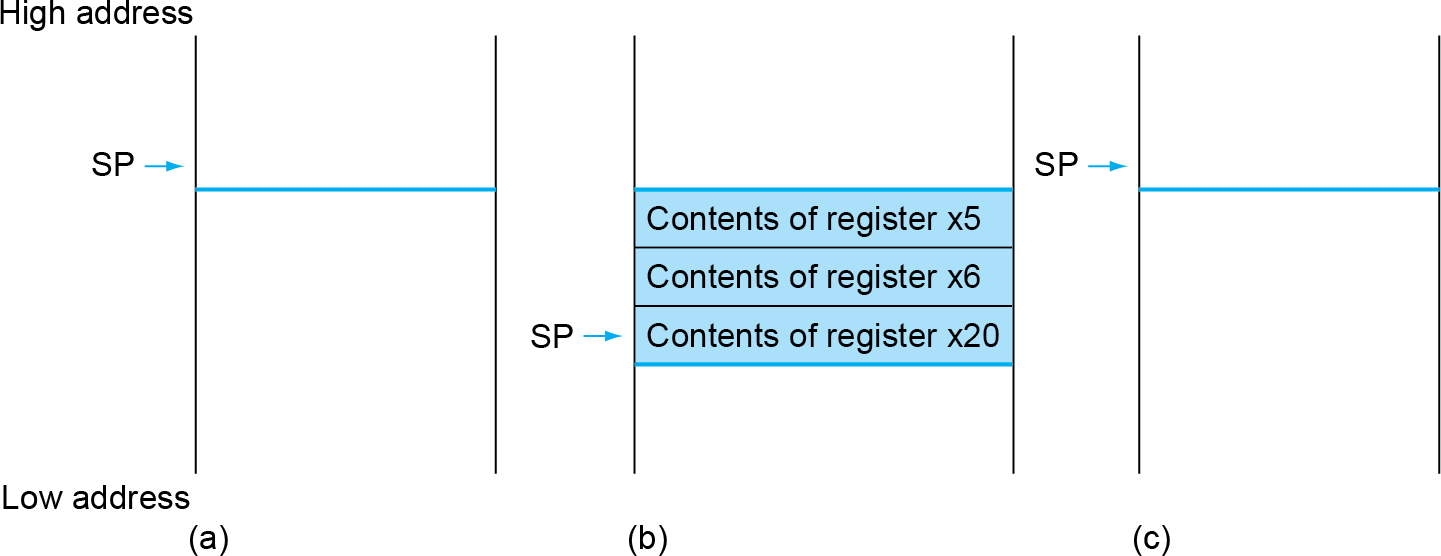 High address
SP
SP
Contents of register x5
Contents of register x6
SP
Contents of register x20
Low address
(a)
(b)
(c)